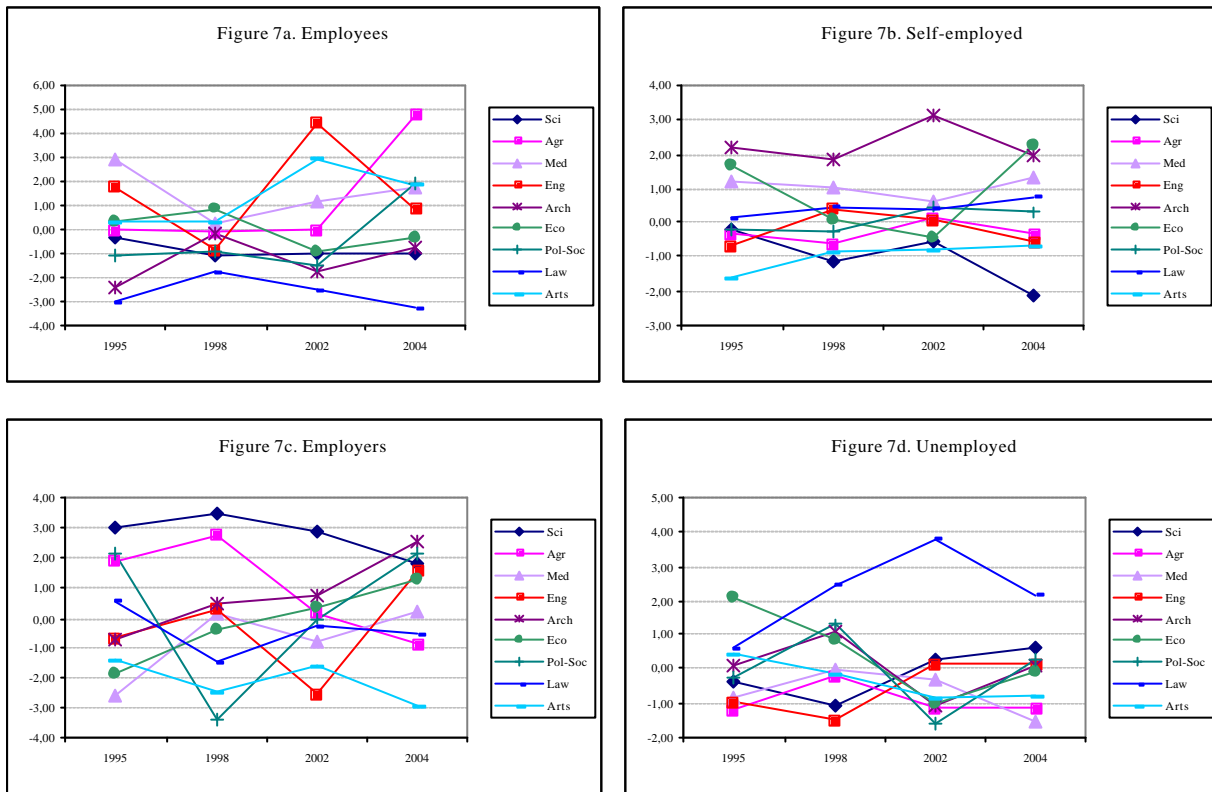 Figure 7a. Employees
6,00
5,00
4,00
3,00
2,00
1,00
0,00
-1,00
-2,00
-3,00
-4,00
1995 1998 2002 2004
Sci
Agr
Med
Eng
Arch
Eco
Pol-Soc
Law
Arts
Figure 7b. Self-employed
4,00
3,00
2,00
1,00
0,00
-1,00
-2,00
-3,00
1995 1998 2002 2004
Sci
Agr
Med
Eng
Arch
Eco
Pol-Soc
Law
Arts
Figure 7c. Employers
4,00
3,00
2,00
1,00
0,00
-1,00
-2,00
-3,00
-4,00
1995 1998 2002 2004
Sci
Agr
Med
Eng
Arch
Eco
Pol-Soc
Law
Arts
Figure 7d. Unemployed
5,00
4,00
3,00
2,00
1,00
0,00
-1,00
-2,00
1995 1998 2002 2004
Sci
Agr
Med
Eng
Arch
Eco
Pol-Soc
Law
Arts